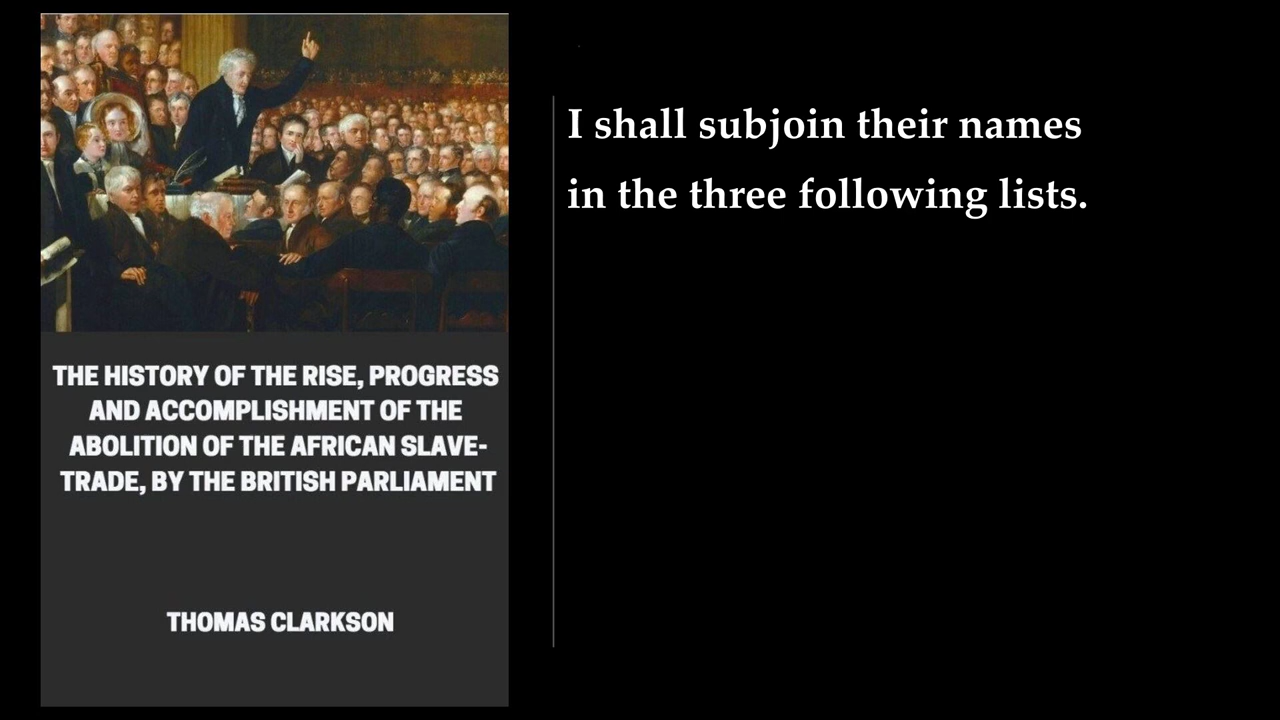 THE HISTORY OF THE RISE, PROGRESS
AND ACCOMPLISHMENT OF THE
ABOLITION OF THE AFRICAN SLAVE-
TRADE, BY THE BRITISH PARLIAMENT
THOMAS CLARKSON
I shall subjoin their names
in the three following lists.